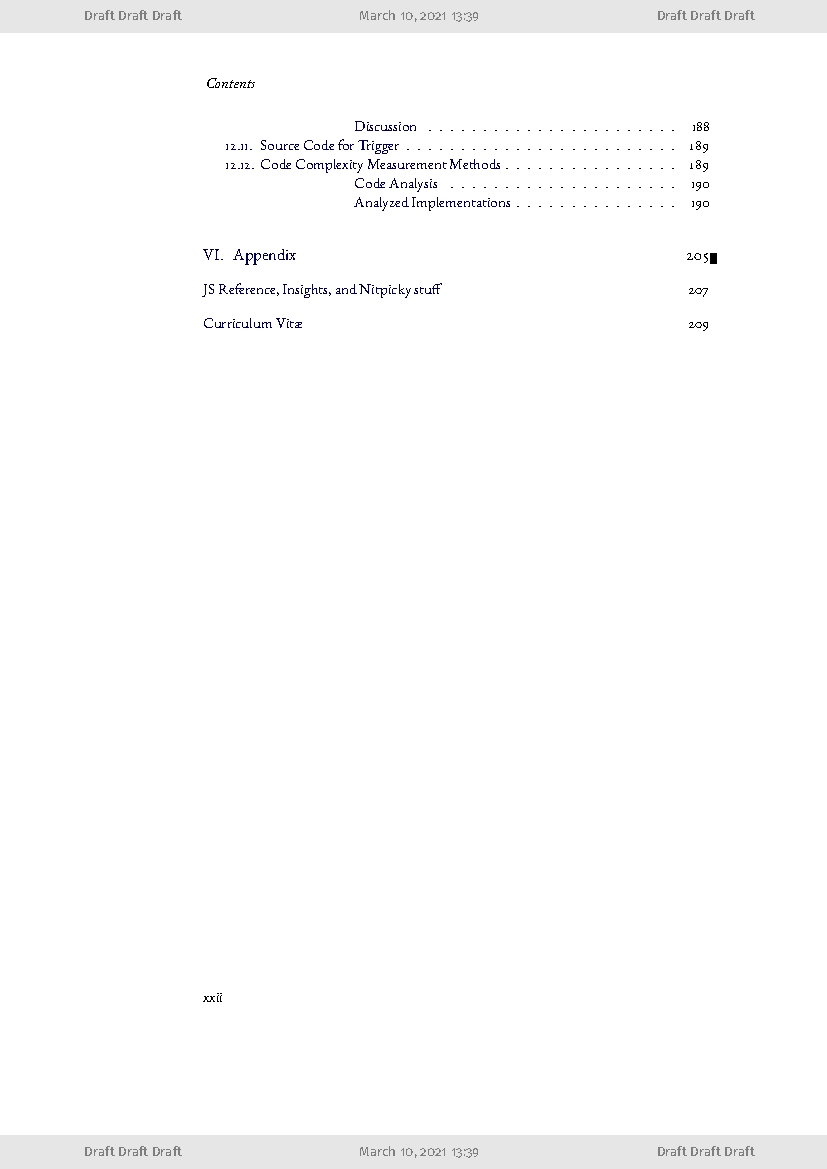 Draft Draft Draft March 10, 2021 13:39 Draft Draft Draft
Contents
Discussion . . . . . . . . . . . . . . . . . . . . . . . 188
12.11. Source Code for Trigger . . . . . . . . . . . . . . . . . . . . . . . . . 189
12.12. Code Complexity Measurement Methods . . . . . . . . . . . . . . . . 189
Code Analysis . . . . . . . . . . . . . . . . . . . . . 190
Analyzed Implementations . . . . . . . . . . . . . . . 190
VI. Appendix 205
JS Reference, Insights, and Nitpicky stuff 207
Curriculum Vitæ 209
xxii
Draft Draft Draft March 10, 2021 13:39 Draft Draft Draft